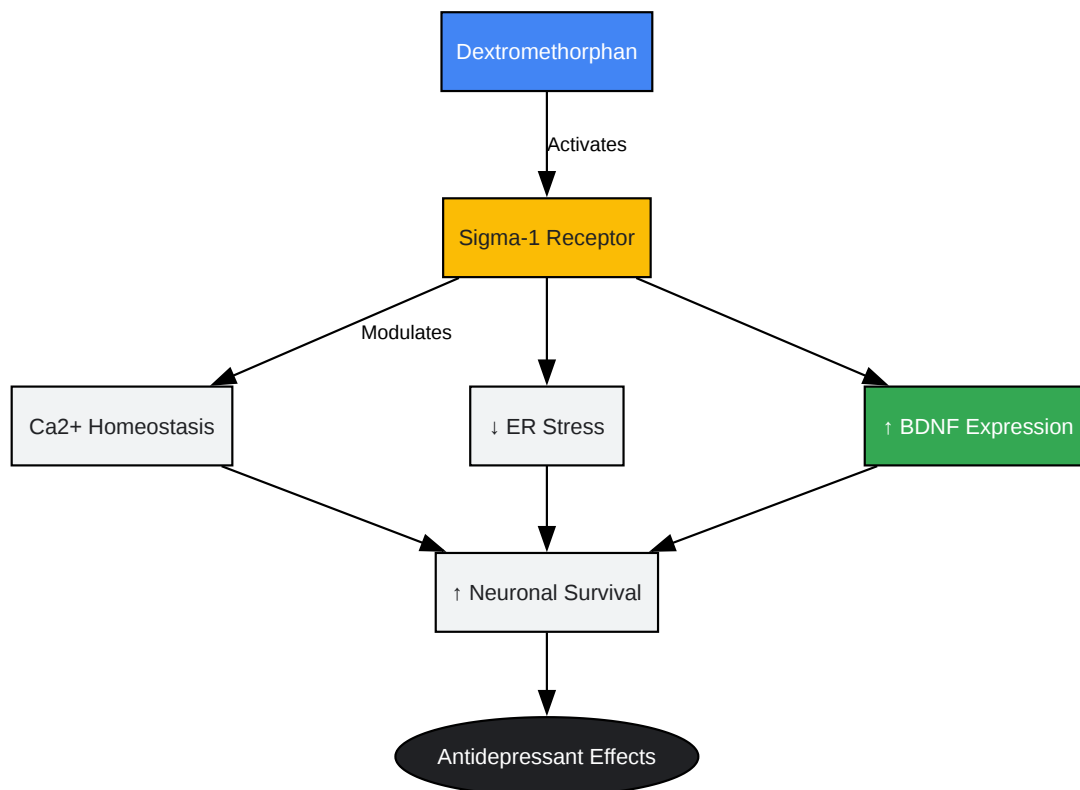 Dextromethorphan
Activates
Sigma-1 Receptor
Modulates
Ca2+ Homeostasis
↓ ER Stress
↑ BDNF Expression
↑ Neuronal Survival
Antidepressant Effects